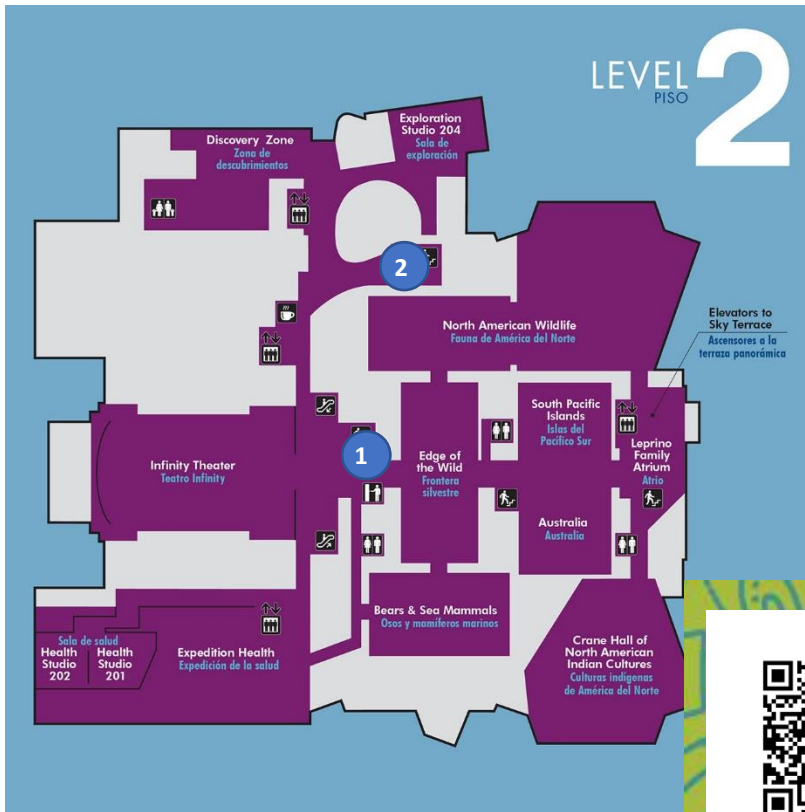 LEVEL
PISO
2
Exploration
Studio 204
Sala de
exploración
Discovery Zone
Zona de
descubrimientos
2
North American Wildlife
Fauna de América del Norte
Elevators to
Sky Terrace
Ascensores a la
terraza panorámica
South Pacific
Islands
Islas del
Pacífico Sur
Leprino
Family
Atrium
Atrio
1
Infinity Theater
Teatro Infinity
Edge of
the Wild
Frontera
silvestre
Australia
Australia
Bears & Sea Mammals
Osos y mamíferos marinos
Sala de salud
Health
Studio
202
Health
Studio
201
Expedition Health
Expedición de la salud
Crane Hall of
North American
Indian Cultures
Culturas indígenas
de América del Norte